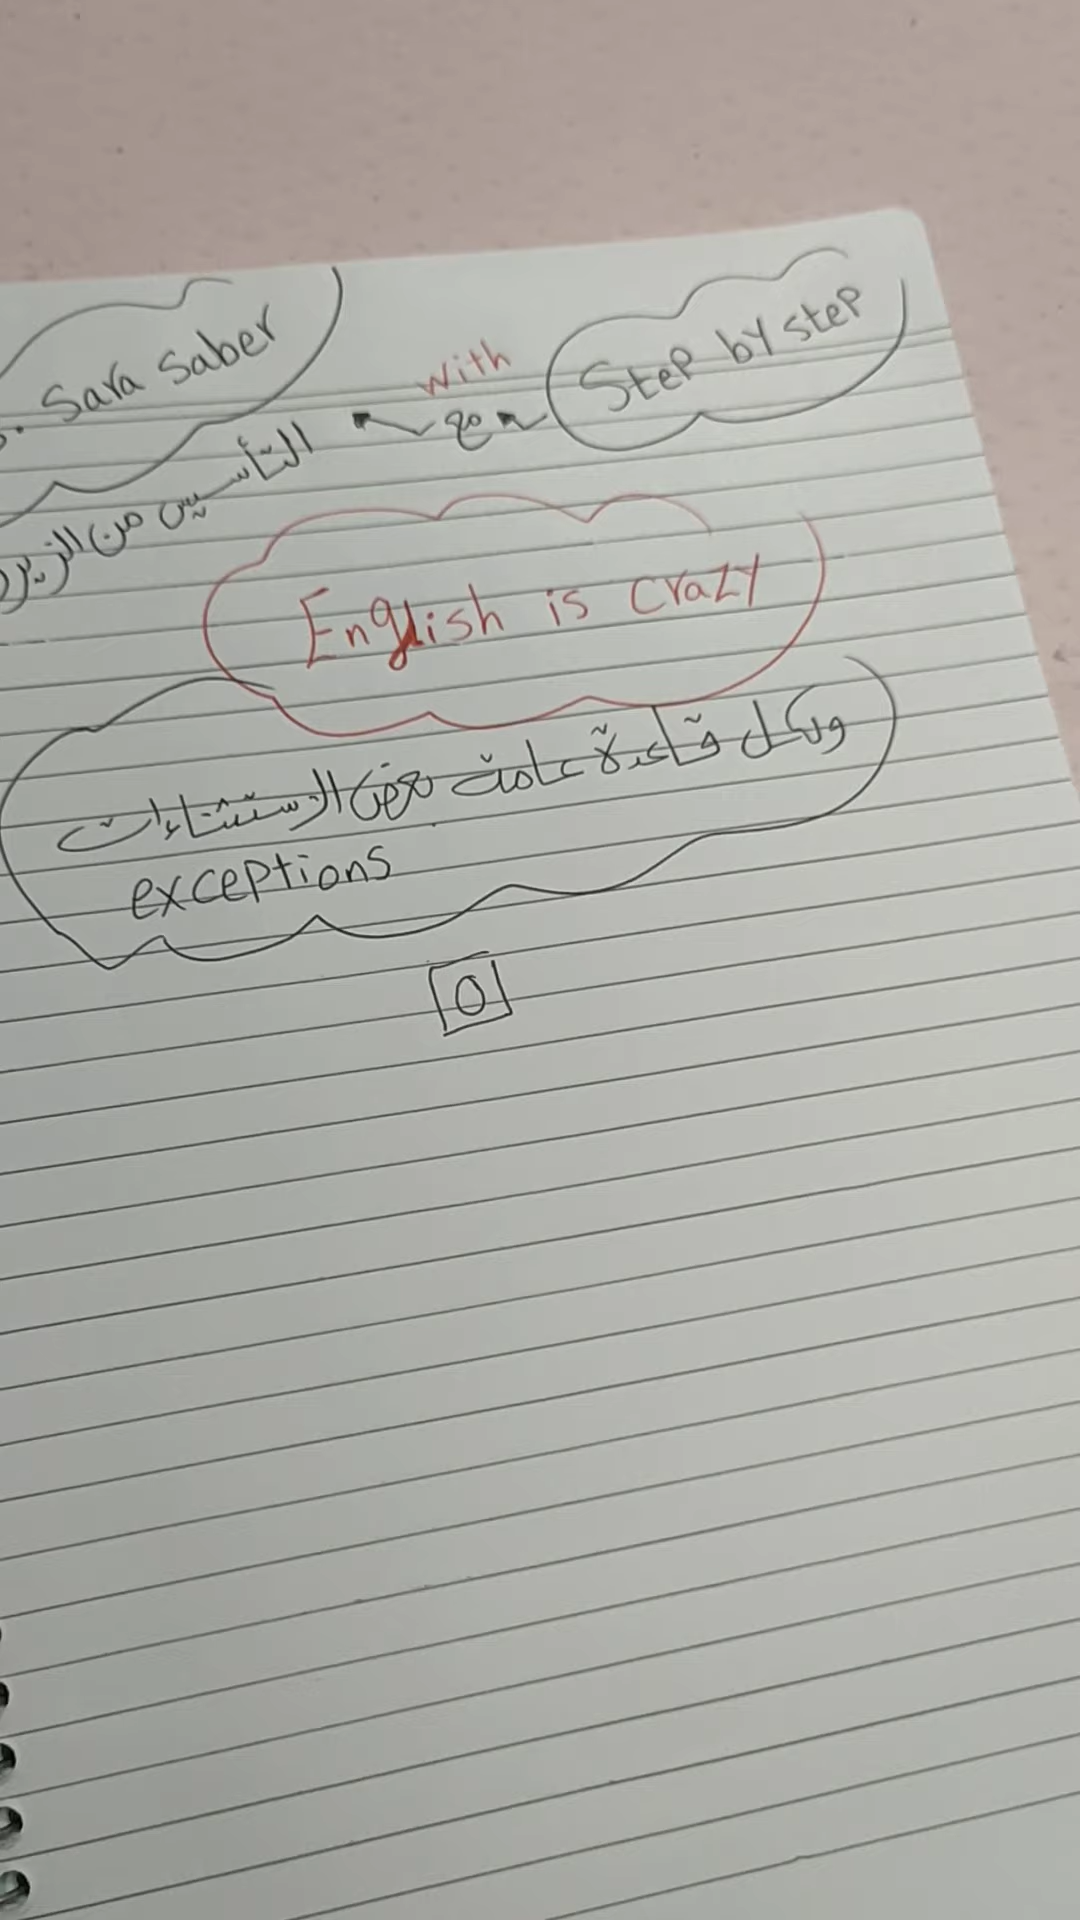 Step by step
with
مع
Sara Saber
التأسيس من الزيرو
English is crazy
ولكل قاعدة عامة بعض الاستثناءات
exceptions
0